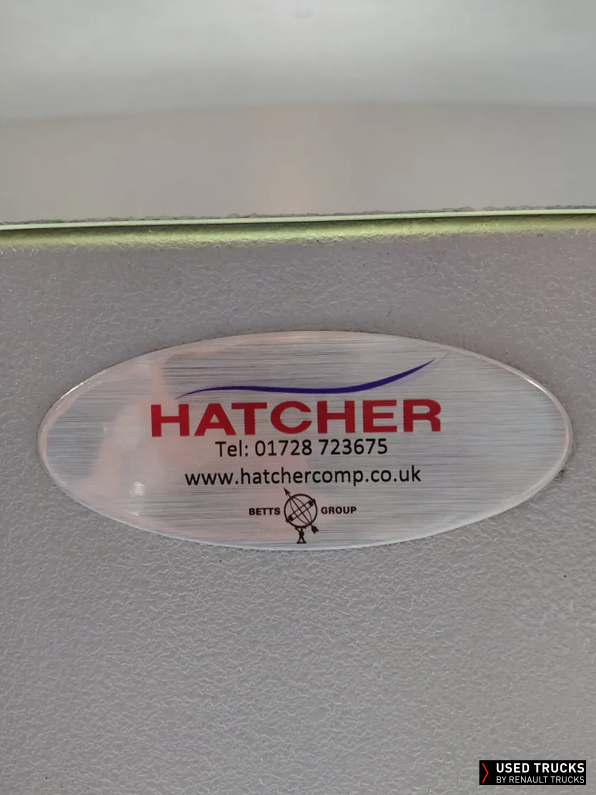 HATCHER
Tel: 01728 723675
www.hatchercomp.co.uk
BETTS GROUP
USED TRUCKS
BY RENAULT TRUCKS